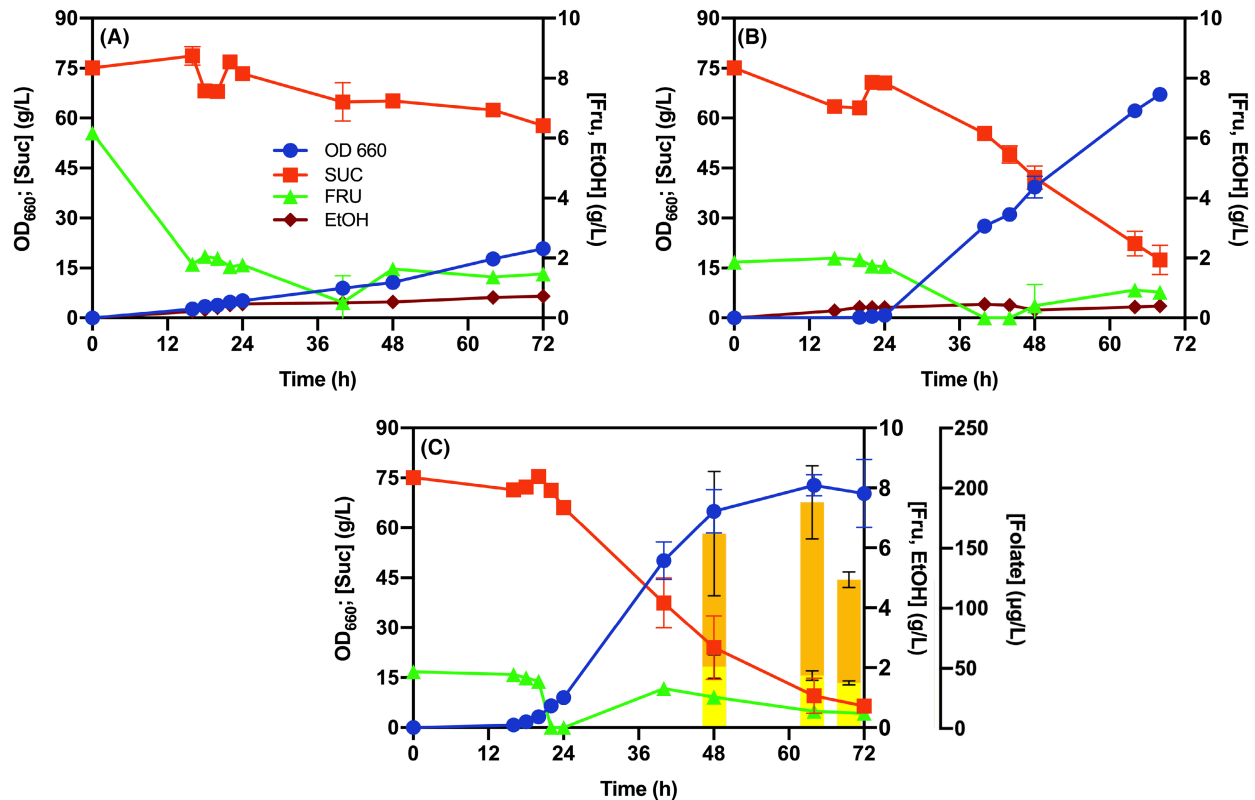 (A)
OD660; [Suc] (g/L)
90
75
60
45
30
15
0
10
8
6
4
2
0
[Fru, EtOH] (g/L)
OD 660
SUC
FRU
EtOH
0 12 24 36 48 60 72
Time (h)
(B)
OD660; [Suc] (g/L)
90
75
60
45
30
15
0
10
8
6
4
2
0
[Fru, EtOH] (g/L)
0 12 24 36 48 60 72
Time (h)
(C)
OD660; [Suc] (g/L)
90
75
60
45
30
15
0
10
8
6
4
2
0
[Fru, EtOH] (g/L)
250
200
150
100
50
0
[Folate] (µg/L)
0 12 24 36 48 60 72
Time (h)